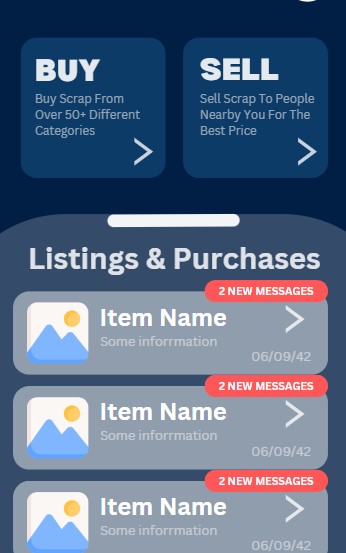 BUY
Buy Scrap From
Over 50+ Different
Categories
SELL
Sell Scrap To People
Nearby You For The
Best Price
Listings & Purchases
2 NEW MESSAGES
Item Name
Some inforrmation
06/09/42
2 NEW MESSAGES
Item Name
Some inforrmation
06/09/42
2 NEW MESSAGES
Item Name
Some inforrmation
06/09/42